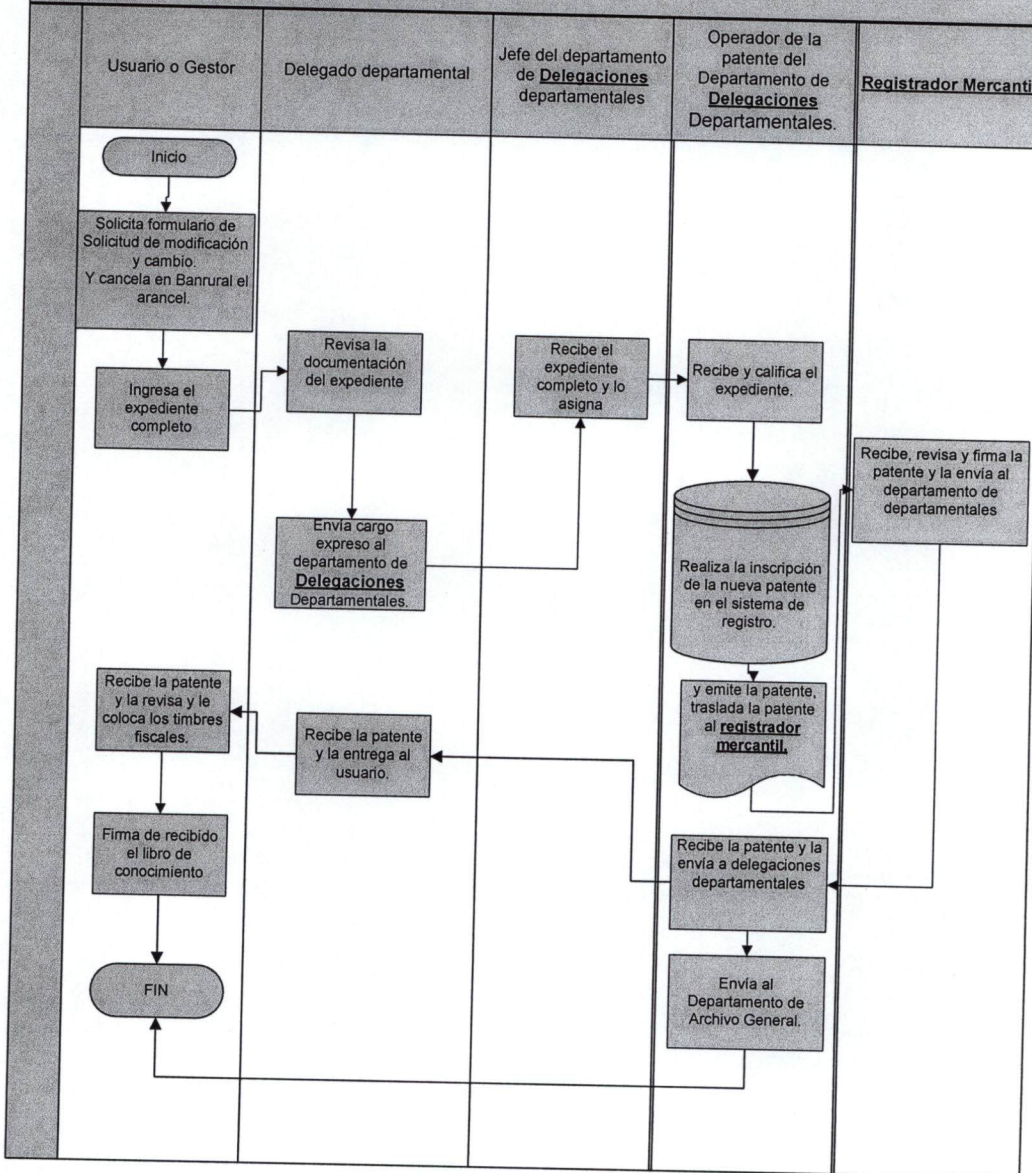 Usuario o Gestor
Delegado departamental
Jefe del departamento
de Delegaciones
departamentales
Operador de la
patente del
Departamento de
Delegaciones
Departamentales.
Registrador Mercanti
Inicio
Solicita formulario de
Solicitud de modificación
y cambio.
Y cancela en Banrural el
arancel.
Ingresa el
expediente
completo
Revisa la
documentación
del expediente
Envía cargo
expreso al
departamento de
Delegaciones
Departamentales.
Recibe el
expediente
completo y lo
asigna
Recibe y califica el
expediente.
Realiza la inscripción
de la nueva patente
en el sistema de
registro.
y emite la patente,
traslada la patente
al registrador
mercantil.
Recibe, revisa y firma la
patente y la envía al
departamento de
departamentales
Recibe la patente y la
envía a delegaciones
departamentales
Envía al
Departamento de
Archivo General.
Recibe la patente
y la entrega al
usuario.
Recibe la patente
y la revisa y le
coloca los timbres
fiscales.
Firma de recibido
el libro de
conocimiento
FIN